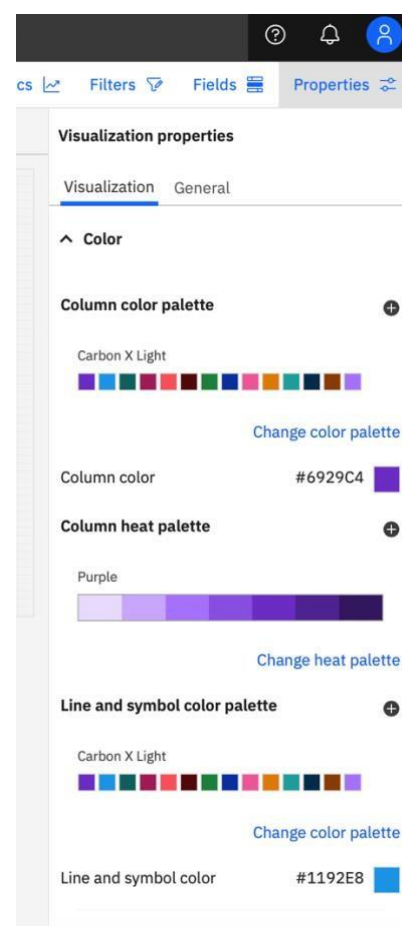 cs Filters Fields Properties
Visualization properties
Visualization General
Color
Column color palette
Carbon X Light
Change color palette
Column color #6929C4
Column heat palette
Purple
Change heat palette
Line and symbol color palette
Carbon X Light
Change color palette
Line and symbol color #1192E8